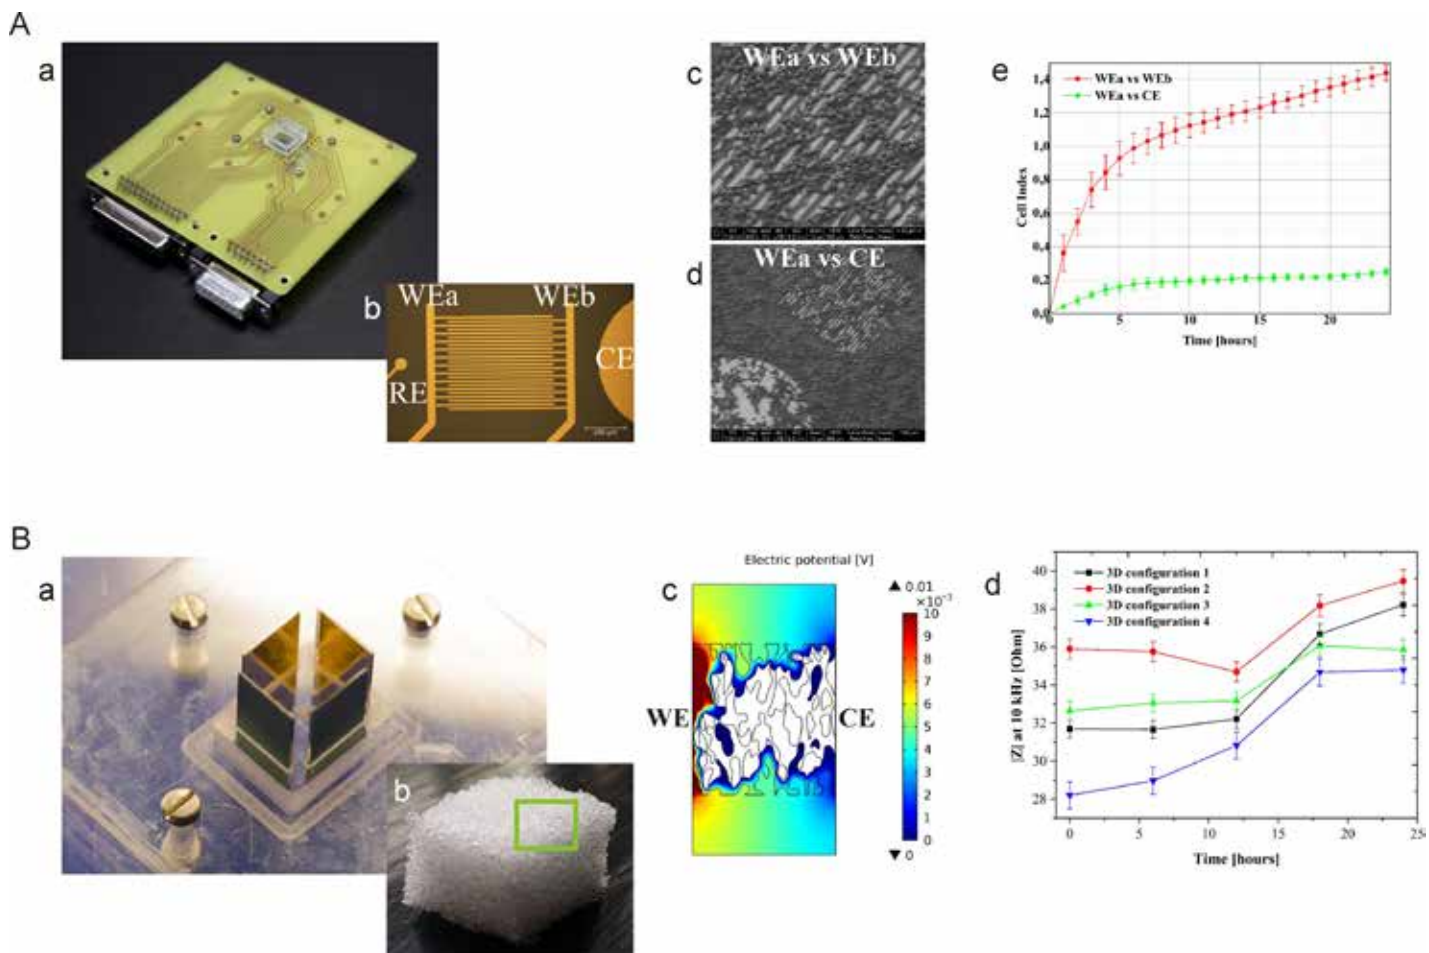 A
a
b
WEa
WEb
RE
CE
c
WEa vs WEb
d
WEa vs CE
e
WEa vs WEb
WEa vs CE
1,4
1,2
1,0
0,8
0,6
0,4
0,2
0,0
Cell Index
0
5
10
15
20
Time [hours]
B
a
b
c
Electric potential [V]
WE
CE
▲ 0.01
×10⁻³
10
9
8
7
6
5
4
3
2
1
0
▼ 0
d
3D configuration 1
3D configuration 2
3D configuration 3
3D configuration 4
40
38
36
34
32
30
28
|Z| at 10 kHz [Ohm]
0
5
10
15
20
25
Time [hours]